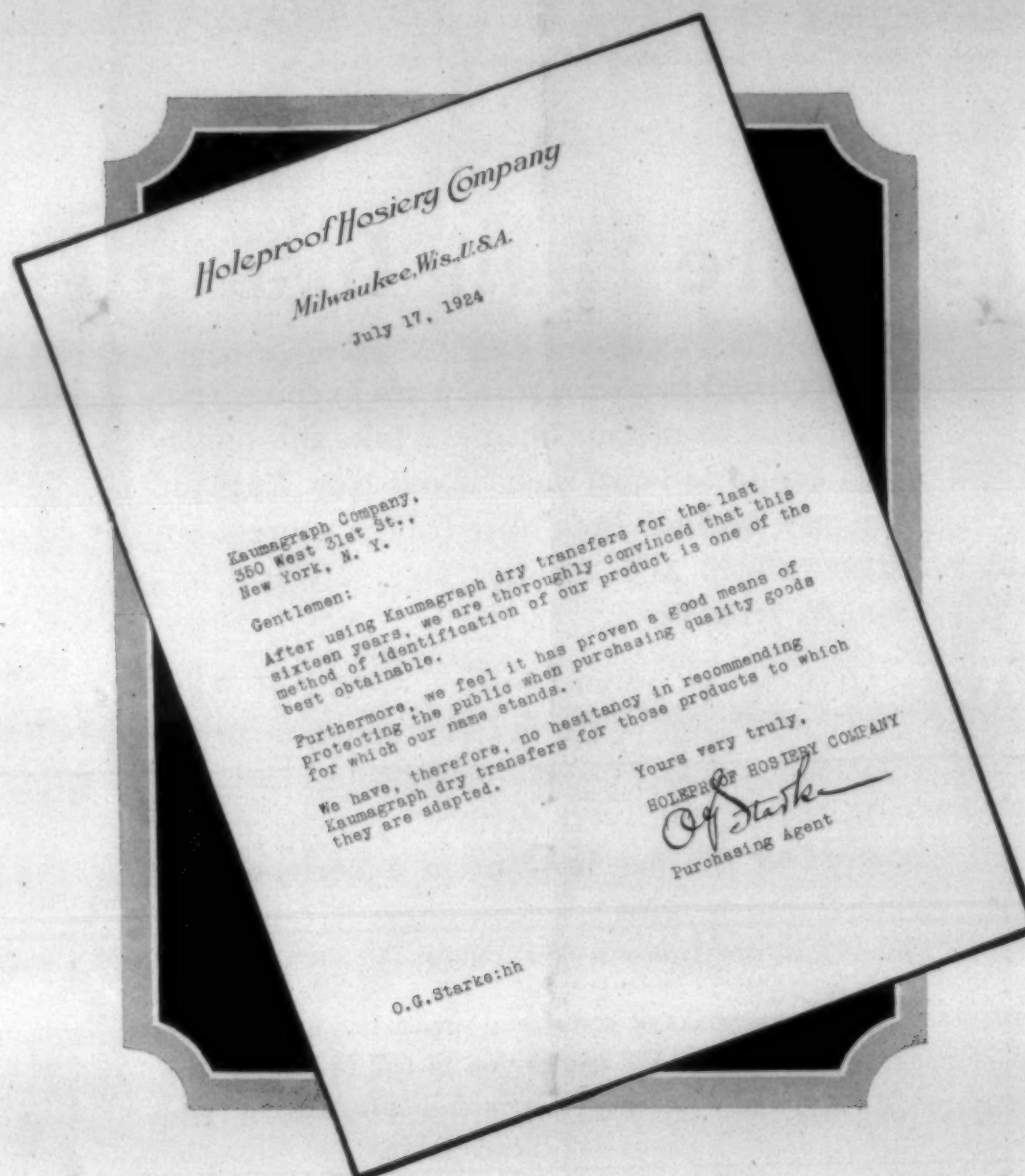 Holeproof Hosiery Company
Milwaukee, Wis., U.S.A.
July 17, 1924
Kaumagraph Company,
350 West 31st St.,
New York, N. Y.
Gentlemen:
After using Kaumagraph dry transfers for the last
sixteen years, we are thoroughly convinced that this
method of identification of our product is one of the
best obtainable.
Furthermore, we feel it has proven a good means of
protecting the public when purchasing quality goods
for which our name stands.
We have, therefore, no hesitancy in recommending
Kaumagraph dry transfers for those products to which
they are adapted.
Yours very truly,
HOLEPROOF HOSIERY COMPANY
OG Starke
Purchasing Agent
O.G.Starke:hh